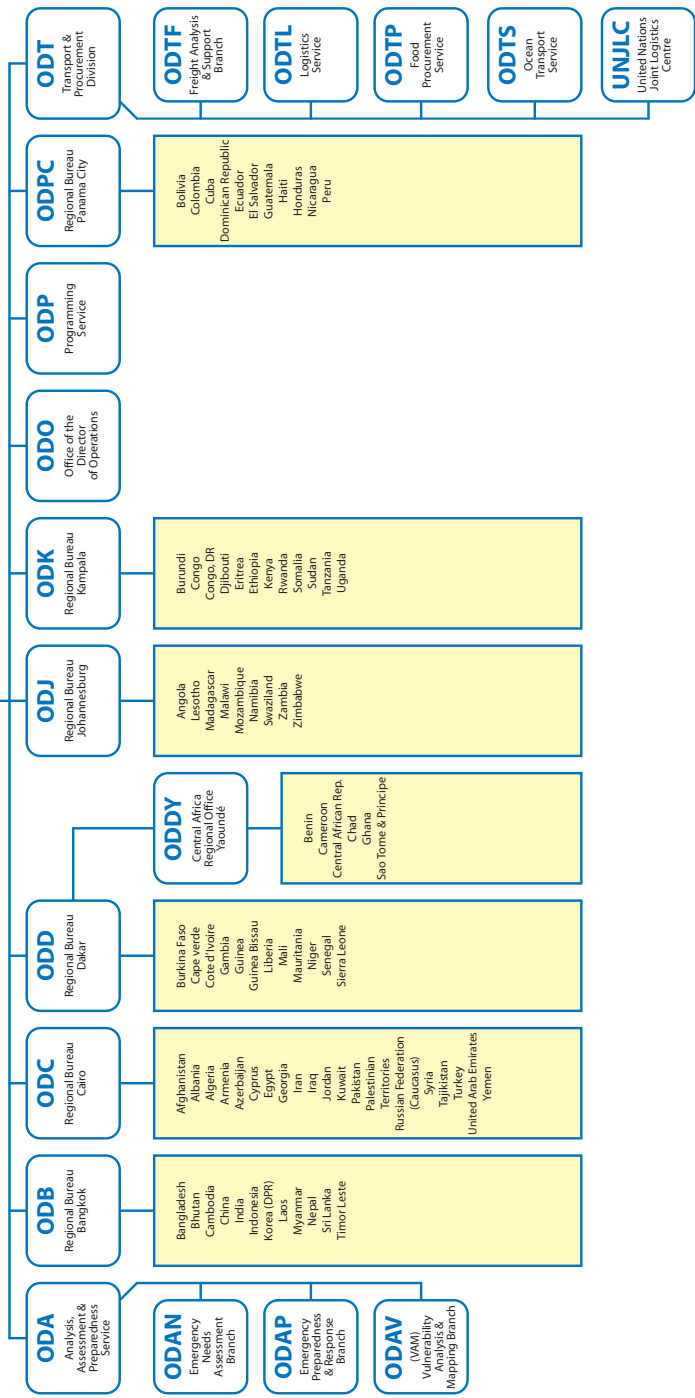 ODA
Analysis,
Assessment &
Preparedness
Service
ODAN
Emergency
Needs
Assessment
Branch
ODAP
Emergency
Preparedness
& Response
Branch
ODAV
(VAM)
Vulnerability
Analysis &
Mapping Branch
ODB
Regional Bureau
Bangkok
Bangladesh
Bhutan
Cambodia
China
India
Indonesia
Korea (DPR)
Laos
Myanmar
Nepal
Sri Lanka
Timor Leste
ODC
Regional Bureau
Cairo
Afghanistan
Albania
Algeria
Armenia
Azerbaijan
Cyprus
Egypt
Georgia
Iran
Iraq
Jordan
Kuwait
Pakistan
Palestinian
Territories
Russian Federation
(Caucasus)
Syria
Tajikistan
Turkey
United Arab Emirates
Yemen
ODD
Regional Bureau
Dakar
Burkina Faso
Cape verde
Cote d'Ivoire
Gambia
Guinea
Guinea Bissau
Liberia
Mali
Mauritania
Niger
Senegal
Sierra Leone
ODDY
Central Africa
Regional Office
Yaoundé
Benin
Cameroon
Central African Rep.
Chad
Ghana
Sao Tome & Principe
ODJ
Regional Bureau
Johannesburg
Angola
Lesotho
Madagascar
Malawi
Mozambique
Namibia
Swaziland
Zambia
Zimbabwe
ODK
Regional Bureau
Kampala
Burundi
Congo
Congo, DR
Djibouti
Eritrea
Ethiopia
Kenya
Rwanda
Somalia
Sudan
Tanzania
Uganda
ODO
Office of the
Director
of Operations
ODP
Programming
Service
ODPC
Regional Bureau
Panama City
Bolivia
Colombia
Cuba
Dominican Republic
Ecuador
El Salvador
Guatemala
Haiti
Honduras
Nicaragua
Peru
ODT
Transport &
Procurement
Division
ODTF
Freight Analysis
& Support
Branch
ODTL
Logistics
Service
ODTP
Food
Procurement
Service
ODTS
Ocean
Transport
Service
UNJLC
United Nations
Joint Logistics
Centre